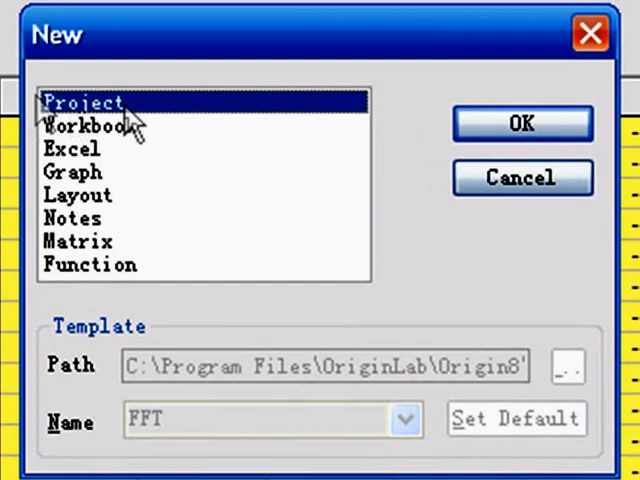 New
Project
Workbook
Excel
Graph
Layout
Notes
Matrix
Function
OK
Cancel
Template
Path C:\Program Files\OriginLab\Origin8' ...
Name FFT Set Default